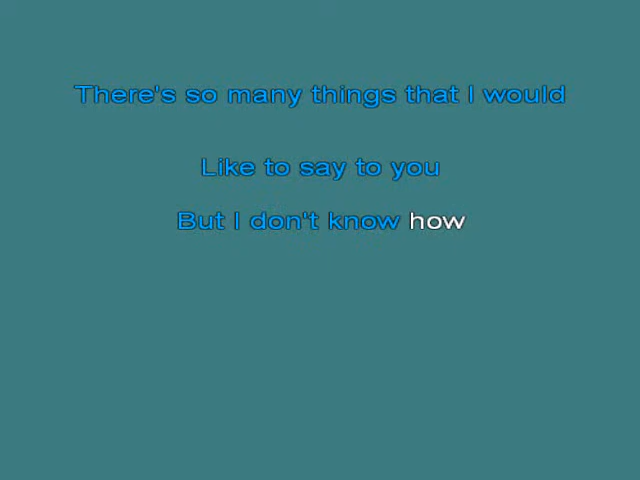 There's so many things that I would
Like to say to you
But I don't know how